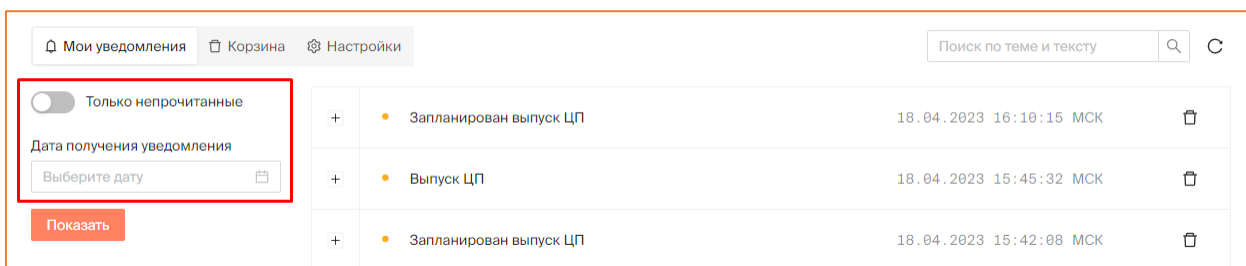 Мои уведомления Корзина Настройки Поиск по теме и тексту
Только непрочитанные
Дата получения уведомления
Выберите дату
Показать
Запланирован выпуск ЦП 18.04.2023 16:10:15 МСК
Выпуск ЦП 18.04.2023 15:45:32 МСК
Запланирован выпуск ЦП 18.04.2023 15:42:08 МСК